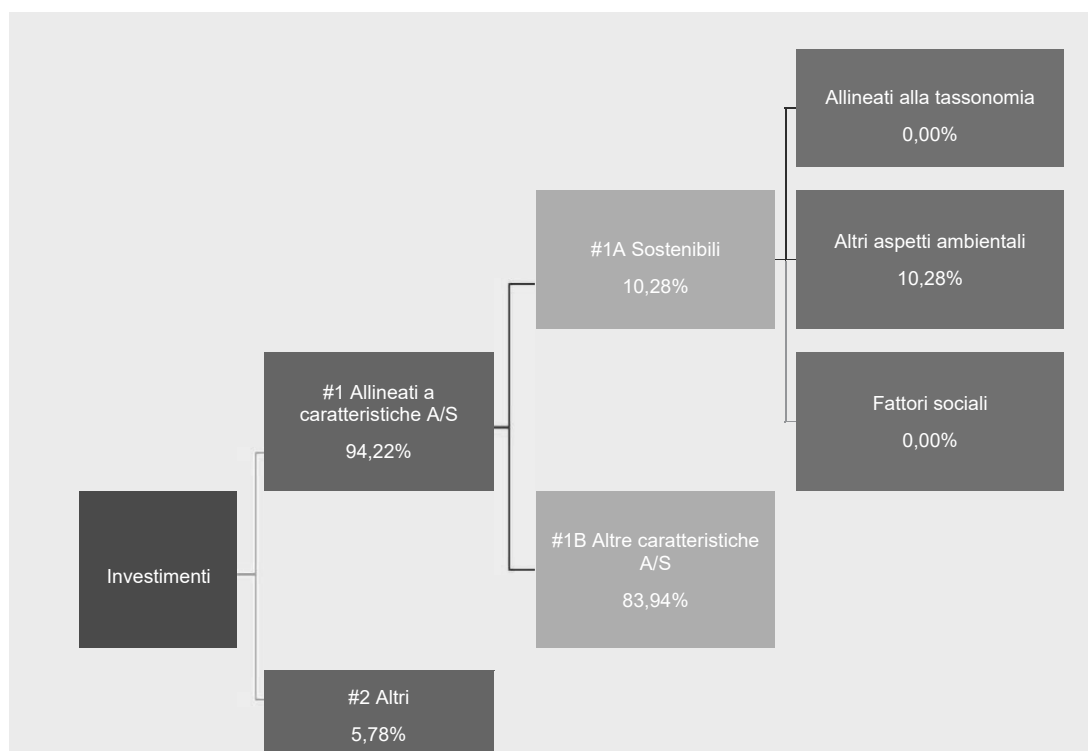 Investimenti
#1 Allineati a
caratteristiche A/S
94,22%
#2 Altri
5,78%
#1A Sostenibili
10,28%
#1B Altre caratteristiche
A/S
83,94%
Allineati alla tassonomia
0,00%
Altri aspetti ambientali
10,28%
Fattori sociali
0,00%